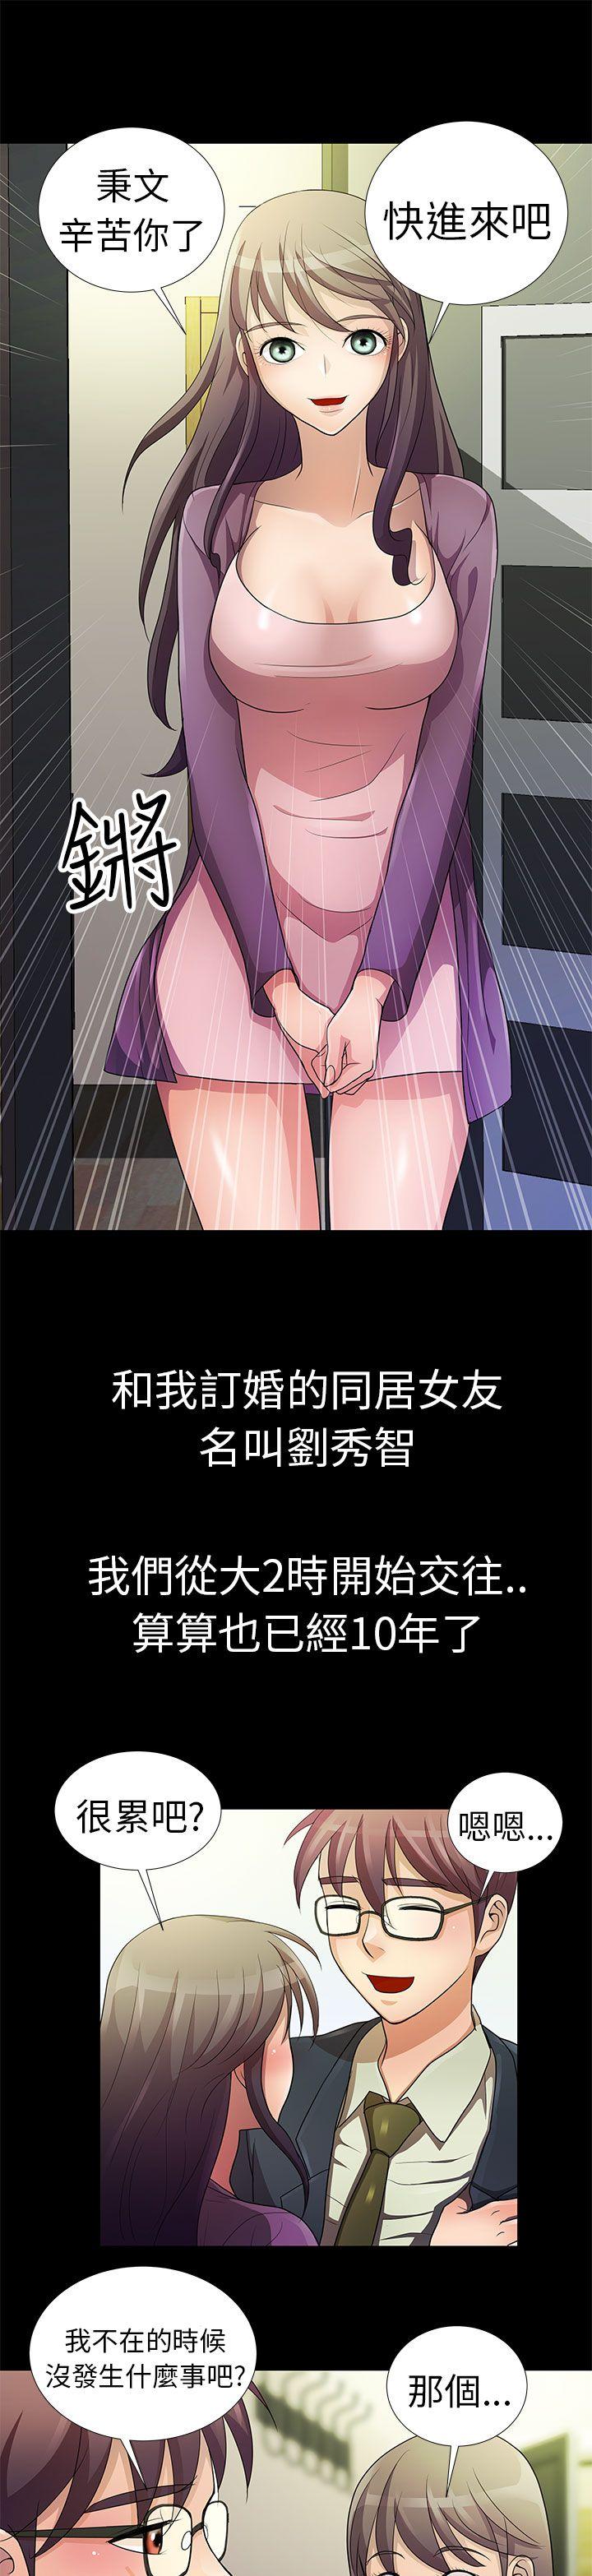 秉文
辛苦你了
快進來吧
鏘
和我訂婚的同居女友
名叫劉秀智
我們從大2時開始交往..
算算也已經10年了
很累吧?
嗯嗯...
我不在的時候
沒發生什麼事吧?
那個...